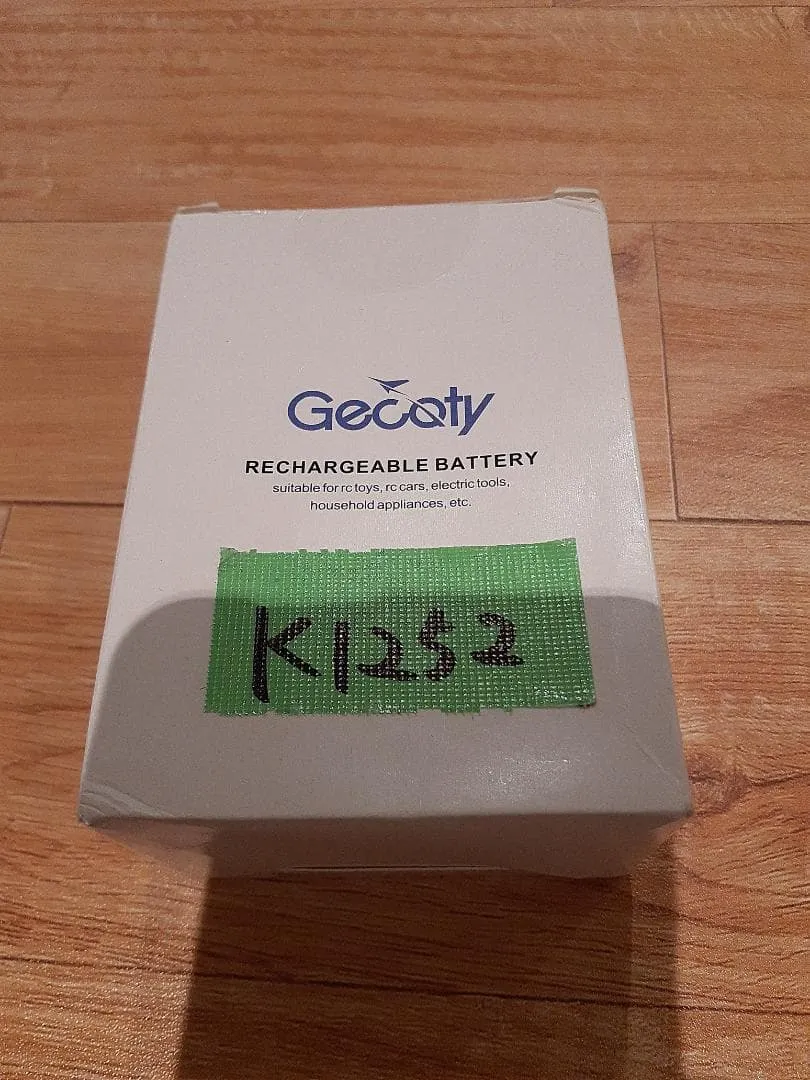 Gecoty
RECHARGEABLE BATTERY
suitable for rc toys, rc cars, electric tools,
household appliances, etc.
K1252